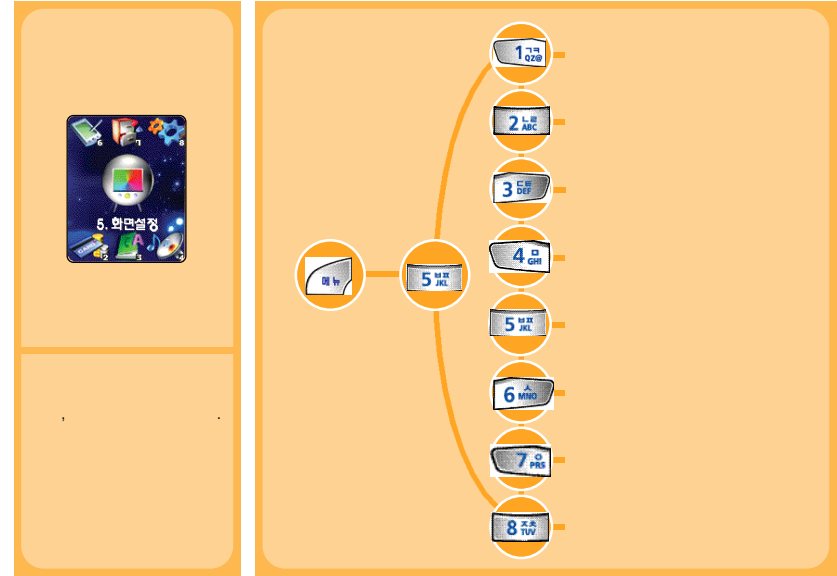 6 7 8
5. 화면설정
2 3 4
, .
메뉴
5 ㅂㅍ JKL
1 ㄱㅋ QZ@
2 ㄴㄹ ABC
3 ㄷㅌ DEF
4 ㅁ GHI
5 ㅂㅍ JKL
6 ㅅ MNO
7 ㅇ PRS
8 ㅈㅊ TUV